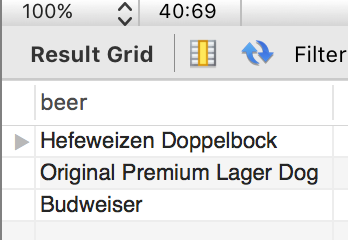 100% 40:69
Result Grid Filter
beer
Hefeweizen Doppelbock
Original Premium Lager Dog
Budweiser